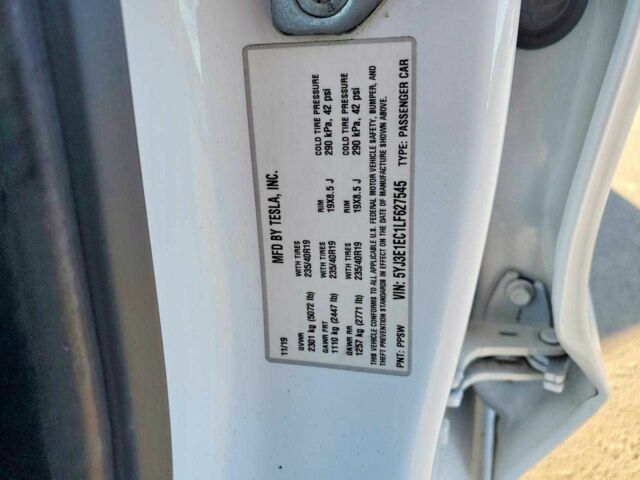 MFD BY TESLA, INC.
11/19
GVWR WITH TIRES RIM COLD TIRE PRESSURE
2301 kg (5072 lb) 235/40R19 19X8.5 J 290 kPa, 42 psi
GAWR FRT WITH TIRES RIM COLD TIRE PRESSURE
1110 kg (2447 lb) 235/40R19 19X8.5 J 290 kPa, 42 psi
GAWR RR WITH TIRES
1257 kg (2771 lb) 235/40R19
THIS VEHICLE CONFORMS TO ALL APPLICABLE U.S. FEDERAL MOTOR VEHICLE SAFETY, BUMPER, AND
THEFT PREVENTION STANDARDS IN EFFECT ON THE DATE OF MANUFACTURE SHOWN ABOVE.
PNT: PPSW VIN: 5YJ3E1EC1LF627545 TYPE: PASSENGER CAR